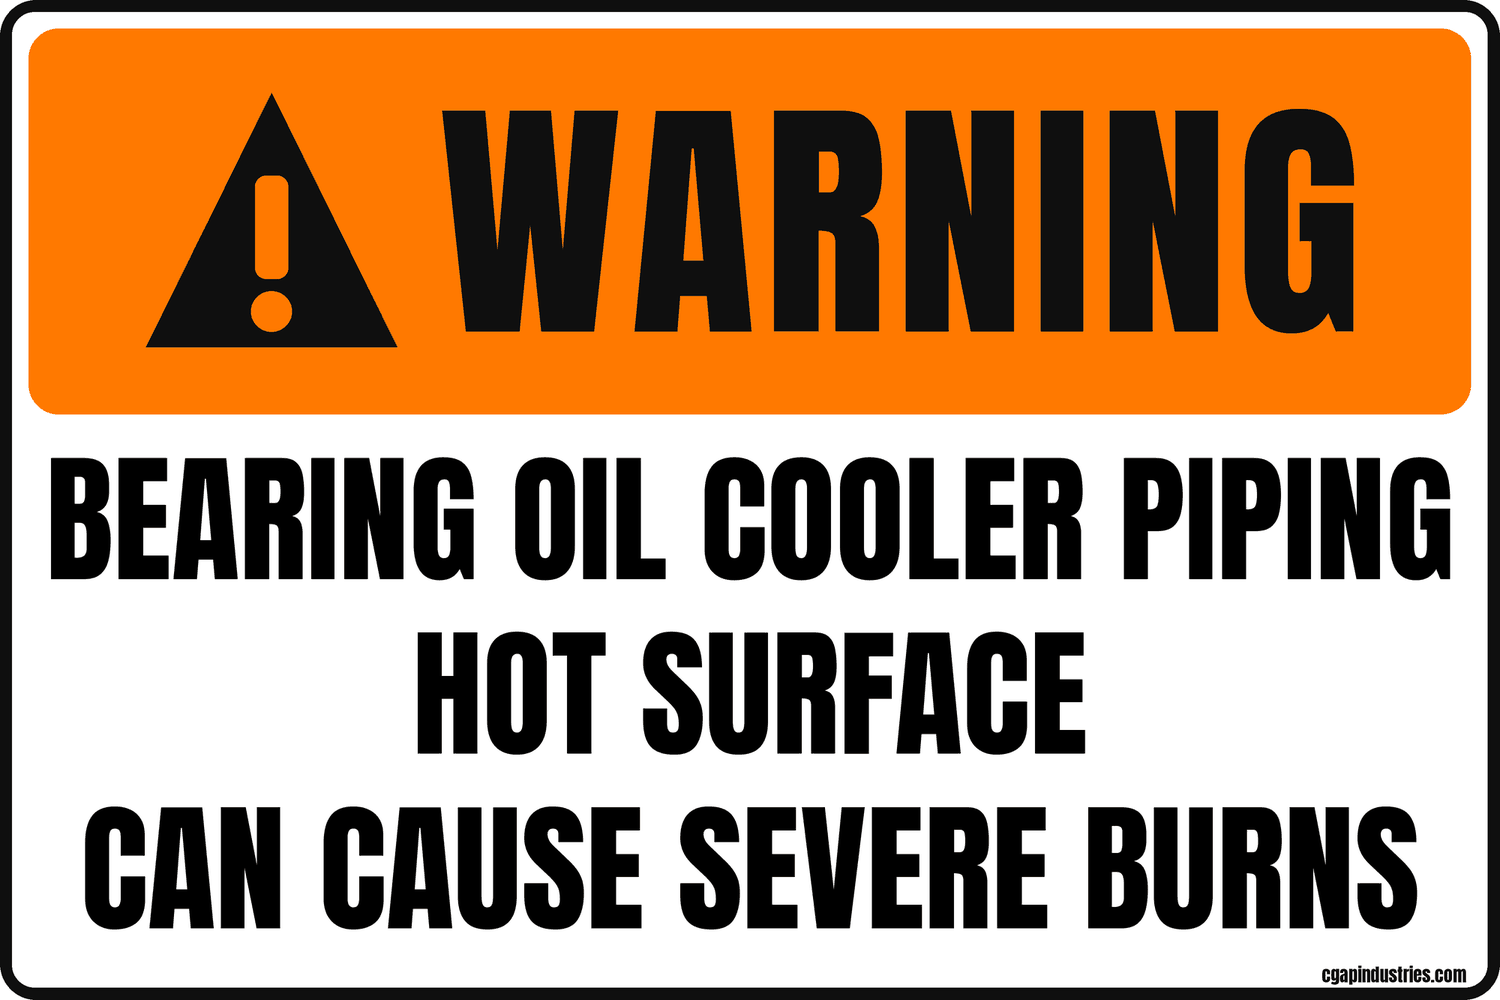 WARNING
BEARING OIL COOLER PIPING
HOT SURFACE
CAN CAUSE SEVERE BURNS
cgapindustries.com